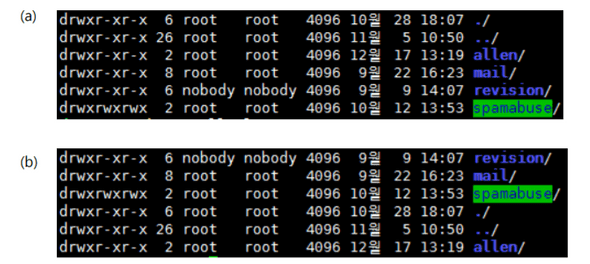 (a)
drwxr-xr-x 6 root root 4096 10월 28 18:07 ./
drwxr-xr-x 26 root root 4096 11월 5 10:50 ../
drwxr-xr-x 2 root root 4096 12월 17 13:19 allen/
drwxr-xr-x 8 root root 4096 9월 22 16:23 mail/
drwxr-xr-x 6 nobody nobody 4096 9월 9 14:07 revision/
drwxrwxrwx 2 root root 4096 10월 12 13:53 spamabuse/
(b)
drwxr-xr-x 6 nobody nobody 4096 9월 9 14:07 revision/
drwxr-xr-x 8 root root 4096 9월 22 16:23 mail/
drwxrwxrwx 2 root root 4096 10월 12 13:53 spamabuse/
drwxr-xr-x 6 root root 4096 10월 28 18:07 ./
drwxr-xr-x 26 root root 4096 11월 5 10:50 ../
drwxr-xr-x 2 root root 4096 12월 17 13:19 allen/